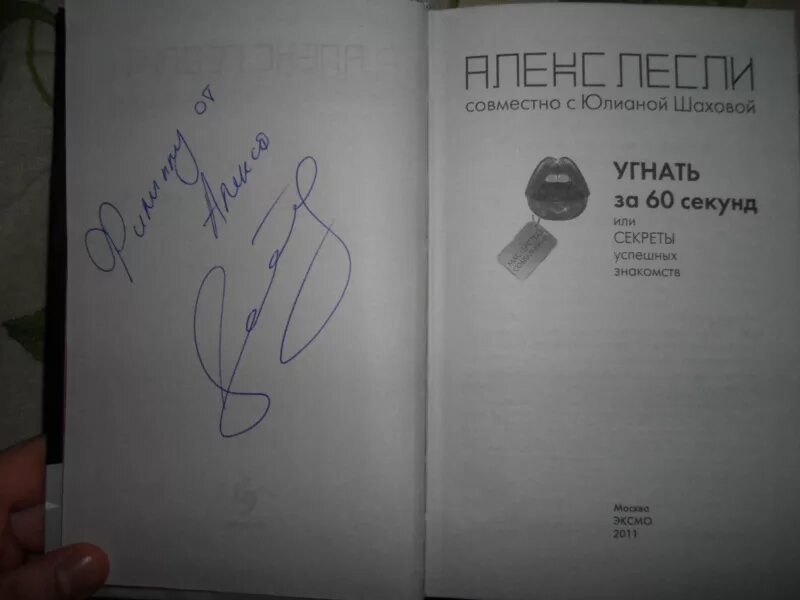 Филиппу от
Алекса
АЛЕКС ЛЕСЛИ
совместно с Юлианой Шаховой
УГНАТЬ
за 60 секунд
или
СЕКРЕТЫ
успешных
знакомств
Москва
ЭКСМО
2011